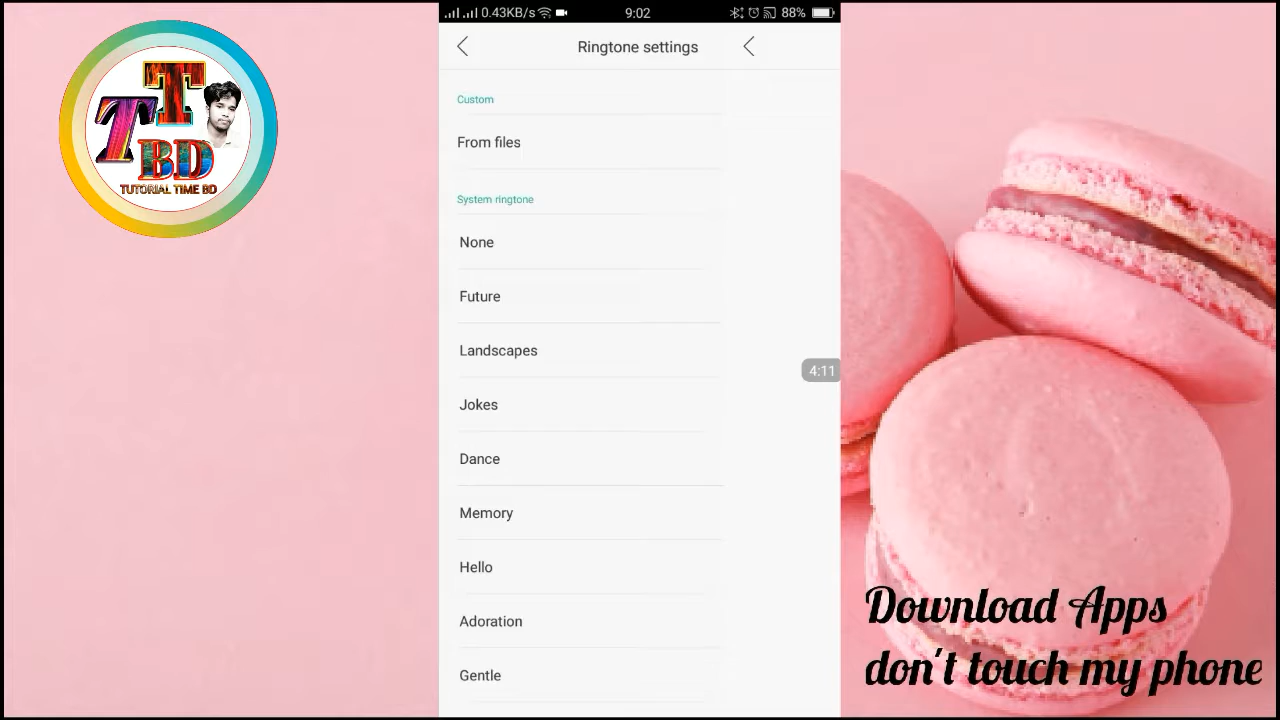 0.43KB/s 9:02 88%
Ringtone settings
Custom
From files
System ringtone
None
Future
Landscapes
Jokes
Dance
Memory
Hello
Adoration
Gentle
4:11
T T
BD
TUTORIAL TIME BD
Download Apps
don't touch my phone